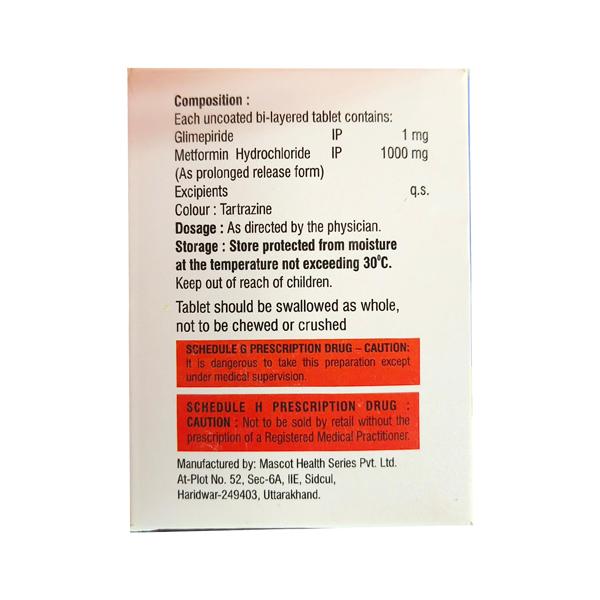 Composition :
Each uncoated bi-layered tablet contains:
Glimepiride IP 1 mg
Metformin Hydrochloride IP 1000 mg
(As prolonged release form)
Excipients q.s.
Colour : Tartrazine
Dosage : As directed by the physician.
Storage : Store protected from moisture
at the temperature not exceeding 30°C.
Keep out of reach of children.
Tablet should be swallowed as whole,
not to be chewed or crushed
SCHEDULE G PRESCRIPTION DRUG – CAUTION:
It is dangerous to take this preparation except
under medical supervision.
SCHEDULE H PRESCRIPTION DRUG :
CAUTION : Not to be sold by retail without the
prescription of a Registered Medical Practitioner.
Manufactured by: Mascot Health Series Pvt. Ltd.
At-Plot No. 52, Sec-6A, IIE, Sidcul,
Haridwar-249403, Uttarakhand.